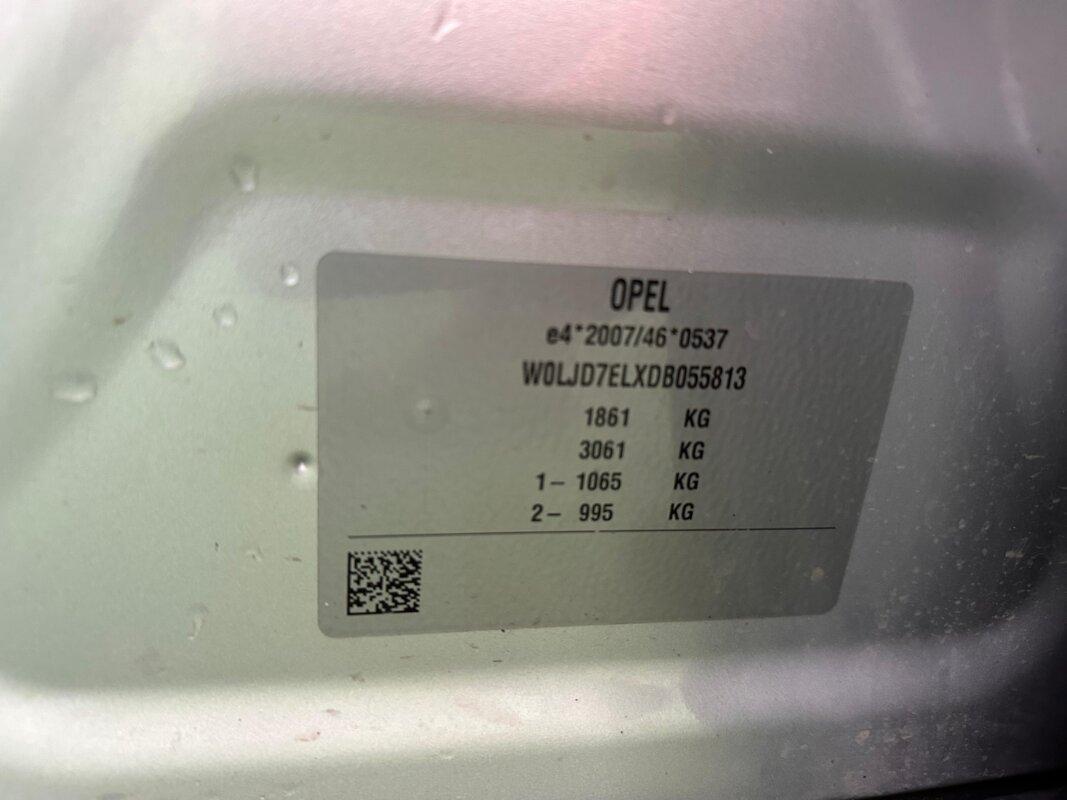 OPEL
e4*2007/46*0537
W0LJD7ELXDB055813
1861 KG
3061 KG
1– 1065 KG
2– 995 KG